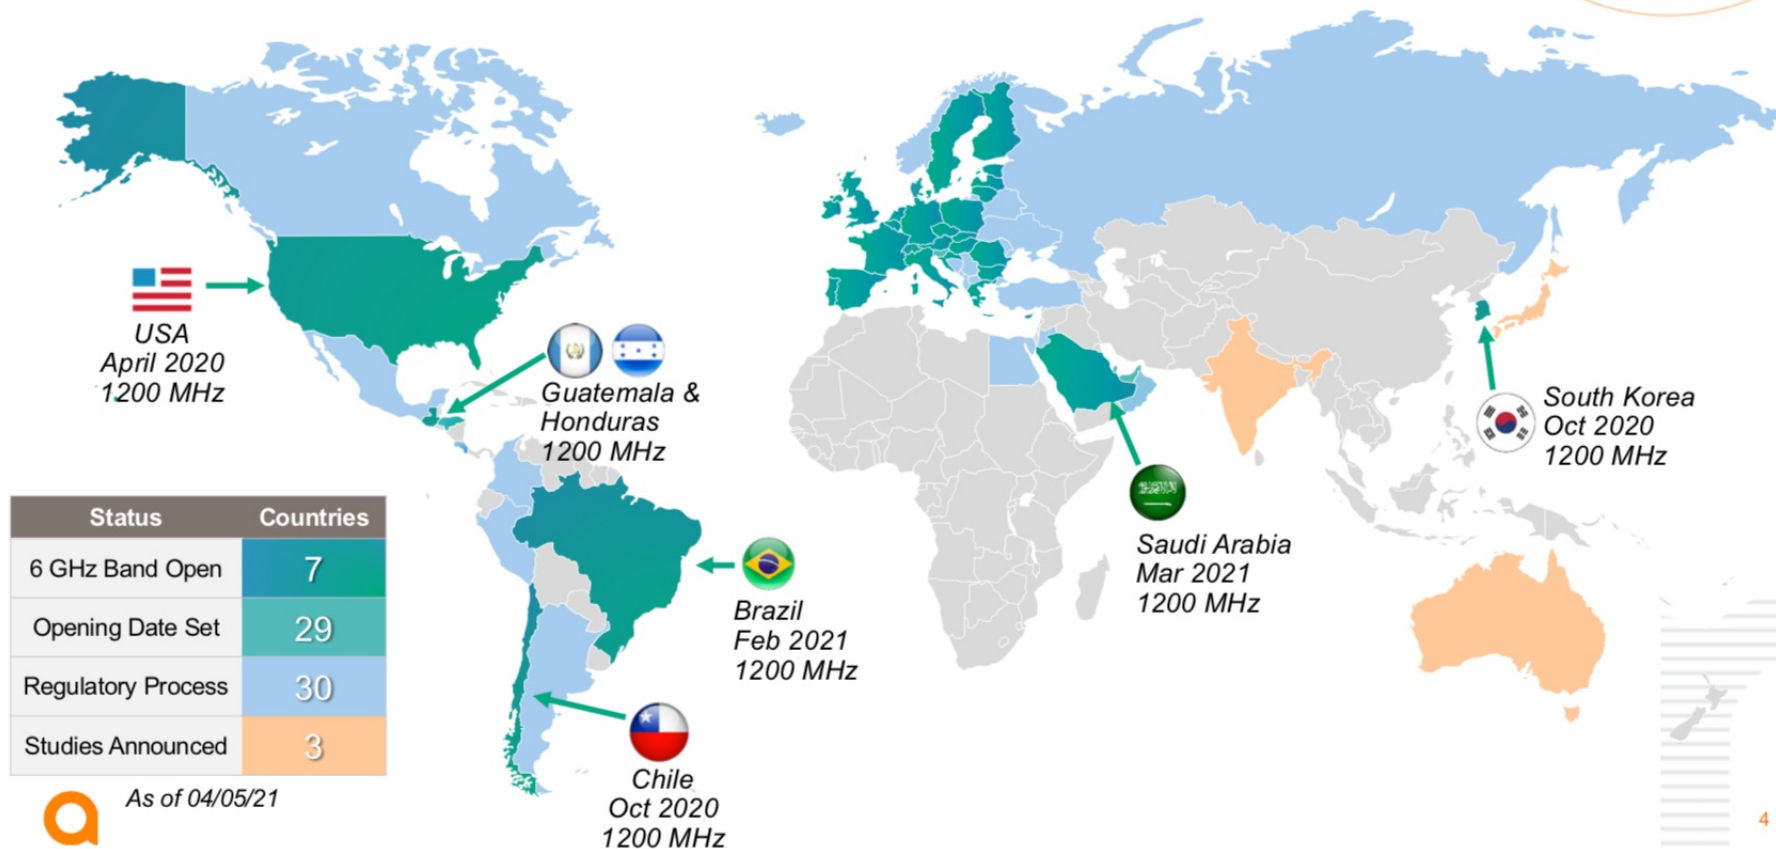 USA
April 2020
1200 MHz
Guatemala &
Honduras
1200 MHz
South Korea
Oct 2020
1200 MHz
Status Countries
6 GHz Band Open 7
Opening Date Set 29
Regulatory Process 30
Studies Announced 3
As of 04/05/21
Brazil
Feb 2021
1200 MHz
Saudi Arabia
Mar 2021
1200 MHz
Chile
Oct 2020
1200 MHz
4